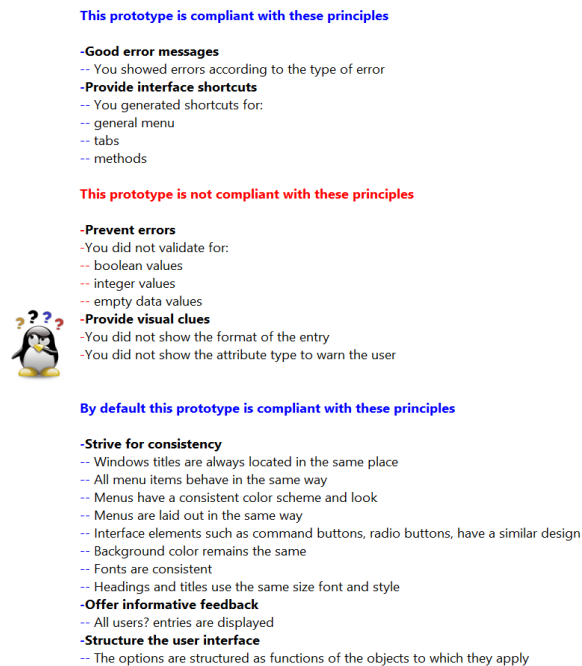 This prototype is compliant with these principles
-Good error messages
-- You showed errors according to the type of error
-Provide interface shortcuts
-- You generated shortcuts for:
-- general menu
-- tabs
-- methods
This prototype is not compliant with these principles
-Prevent errors
-You did not validate for:
-- boolean values
-- integer values
-- empty data values
-Provide visual clues
-You did not show the format of the entry
-You did not show the attribute type to warn the user
? ? ? ?
By default this prototype is compliant with these principles
-Strive for consistency
-- Windows titles are always located in the same place
-- All menu items behave in the same way
-- Menus have a consistent color scheme and look
-- Menus are laid out in the same way
-- Interface elements such as command buttons, radio buttons, have a similar design
-- Background color remains the same
-- Fonts are consistent
-- Headings and titles use the same size font and style
-Offer informative feedback
-- All users? entries are displayed
-Structure the user interface
-- The options are structured as functions of the objects to which they apply